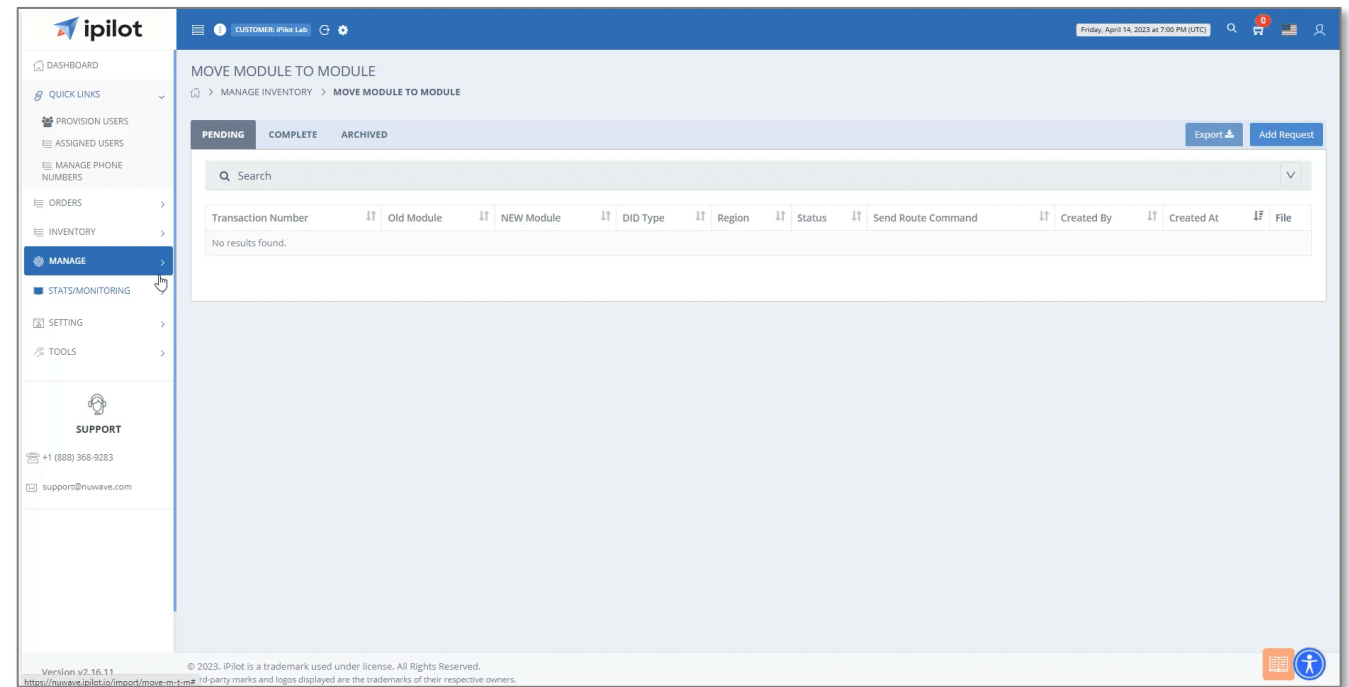 ipilot
CUSTOMER: iPilot Lab
Friday, April 14, 2023 at 7:00 PM (UTC)
0
DASHBOARD
QUICK LINKS
PROVISION USERS
ASSIGNED USERS
MANAGE PHONE
NUMBERS
ORDERS
INVENTORY
MANAGE
STATS/MONITORING
SETTING
TOOLS
SUPPORT
+1 (888) 368-9283
support@nuwave.com
Version v2.16.11
https://nuwave.ipilot.io/import/move-m-t-m#
MOVE MODULE TO MODULE
> MANAGE INVENTORY > MOVE MODULE TO MODULE
PENDING COMPLETE ARCHIVED Export Add Request
Search
Transaction Number Old Module NEW Module DID Type Region Status Send Route Command Created By Created At File
No results found.
© 2023. iPilot is a trademark used under license. All Rights Reserved.
rd-party marks and logos displayed are the trademarks of their respective owners.